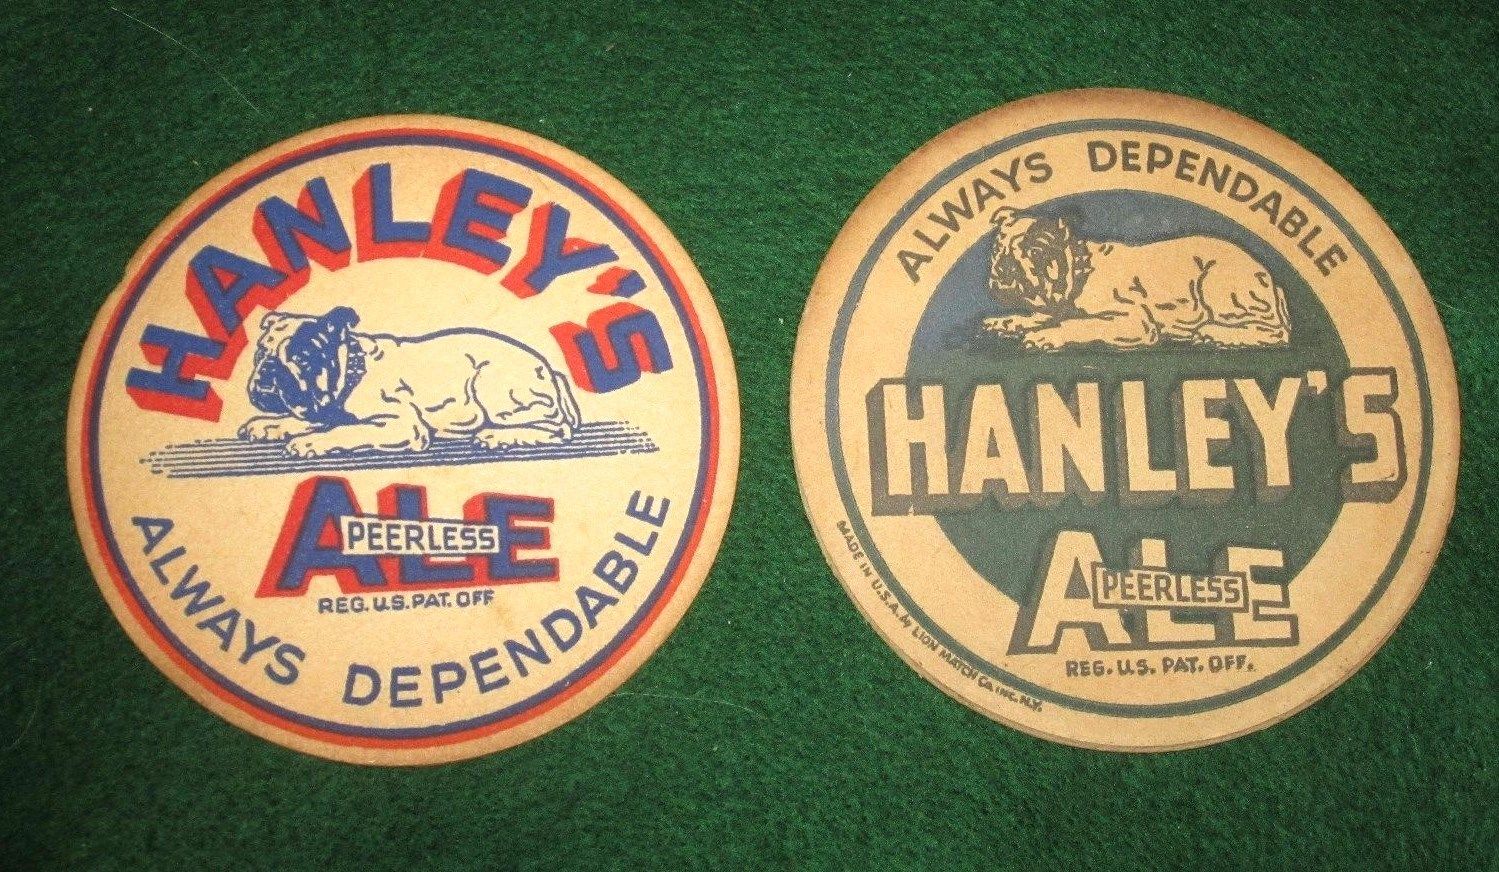 HANLEY'S
ALE
PEERLESS
REG. U.S. PAT. OFF
ALWAYS DEPENDABLE
ALWAYS DEPENDABLE
HANLEY'S
ALE
PEERLESS
REG. U.S. PAT. OFF.
MADE IN U.S.A. by LION MATCH Co. INC. N.Y.